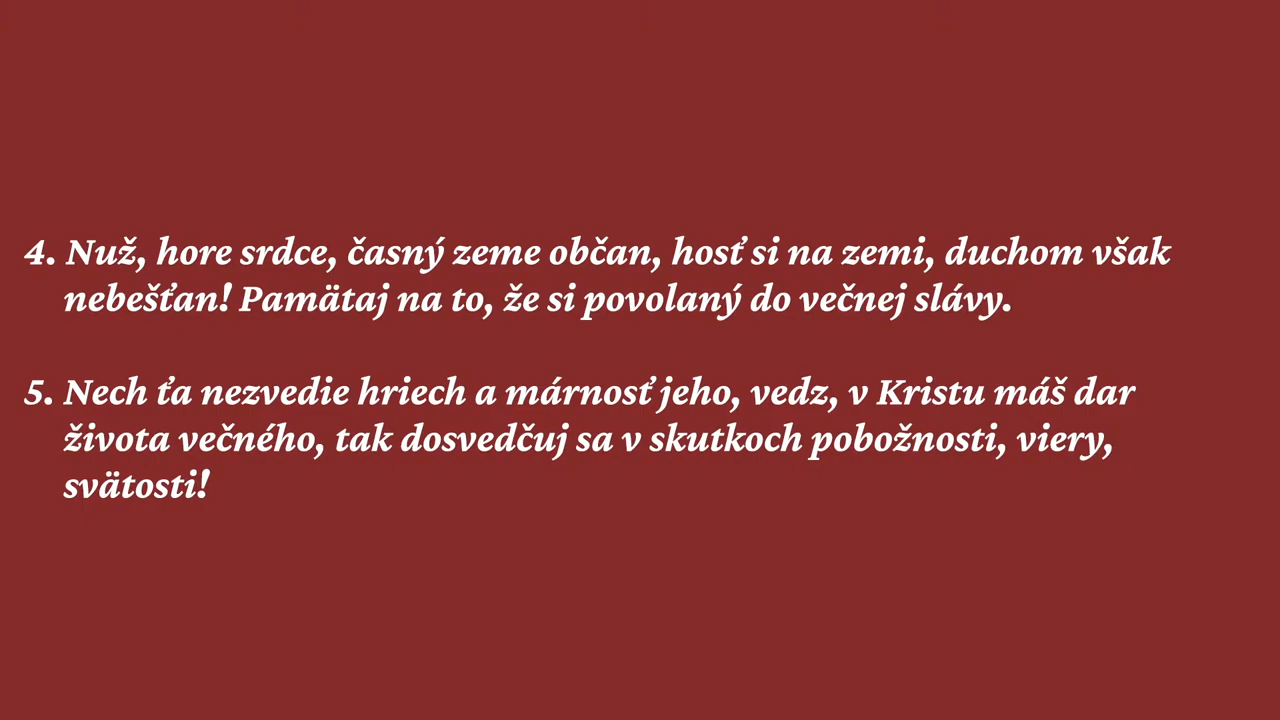 4. Nuž, hore srdce, časný zeme občan, hosť si na zemi, duchom však
nebešťan! Pamätaj na to, že si povolaný do večnej slávy.
5. Nech ťa nezvedie hriech a márnosť jeho, vedz, v Kristu máš dar
života večného, tak dosvedčuj sa v skutkoch pobožnosti, viery,
svätosti!